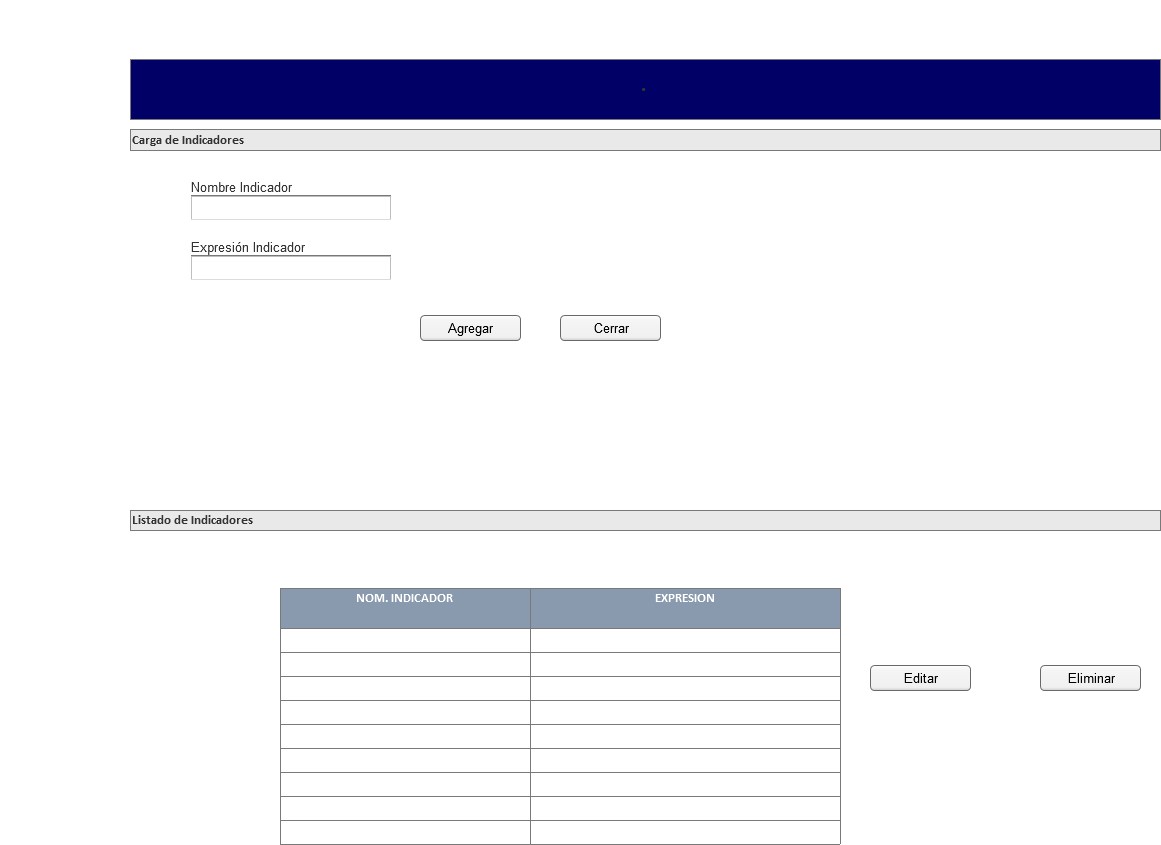 Carga de Indicadores
Nombre Indicador
Expresión Indicador
Agregar Cerrar
Listado de Indicadores
NOM. INDICADOR EXPRESION
Editar Eliminar